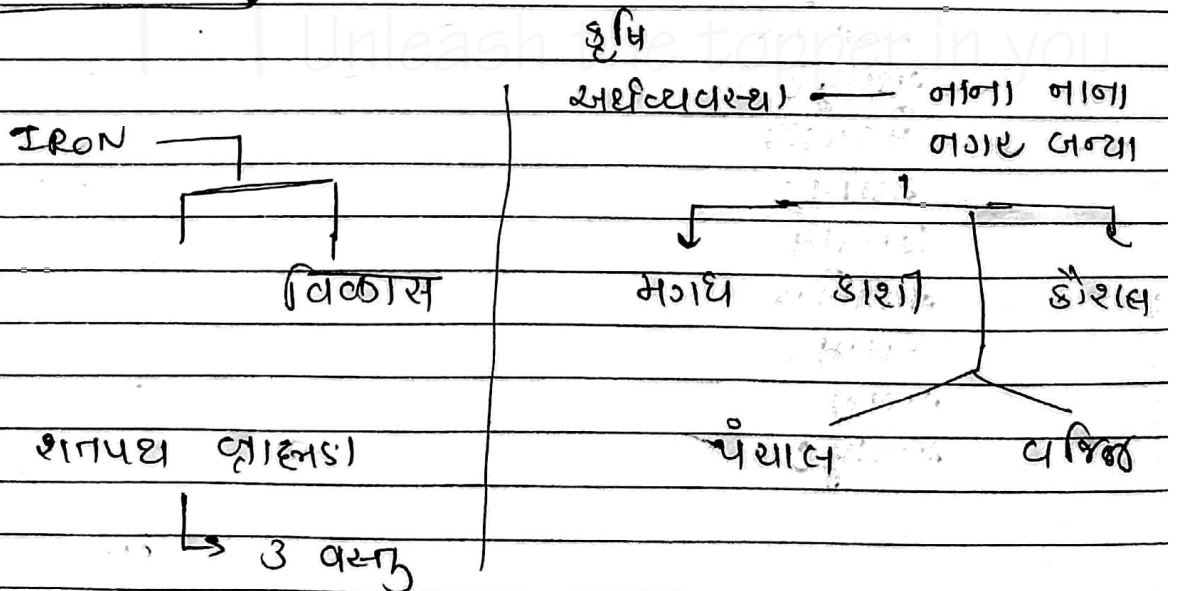 Unleash the topper in you
કૃષિ
અર્થવ્યવસ્થા નાના નાના
નગર બન્યા
IRON
વિકાસ
મગધ કાશી કૌશલ
શતપથ બ્રાહ્મણ
પંચાલ વજ્જિ
3 વસ્તુ